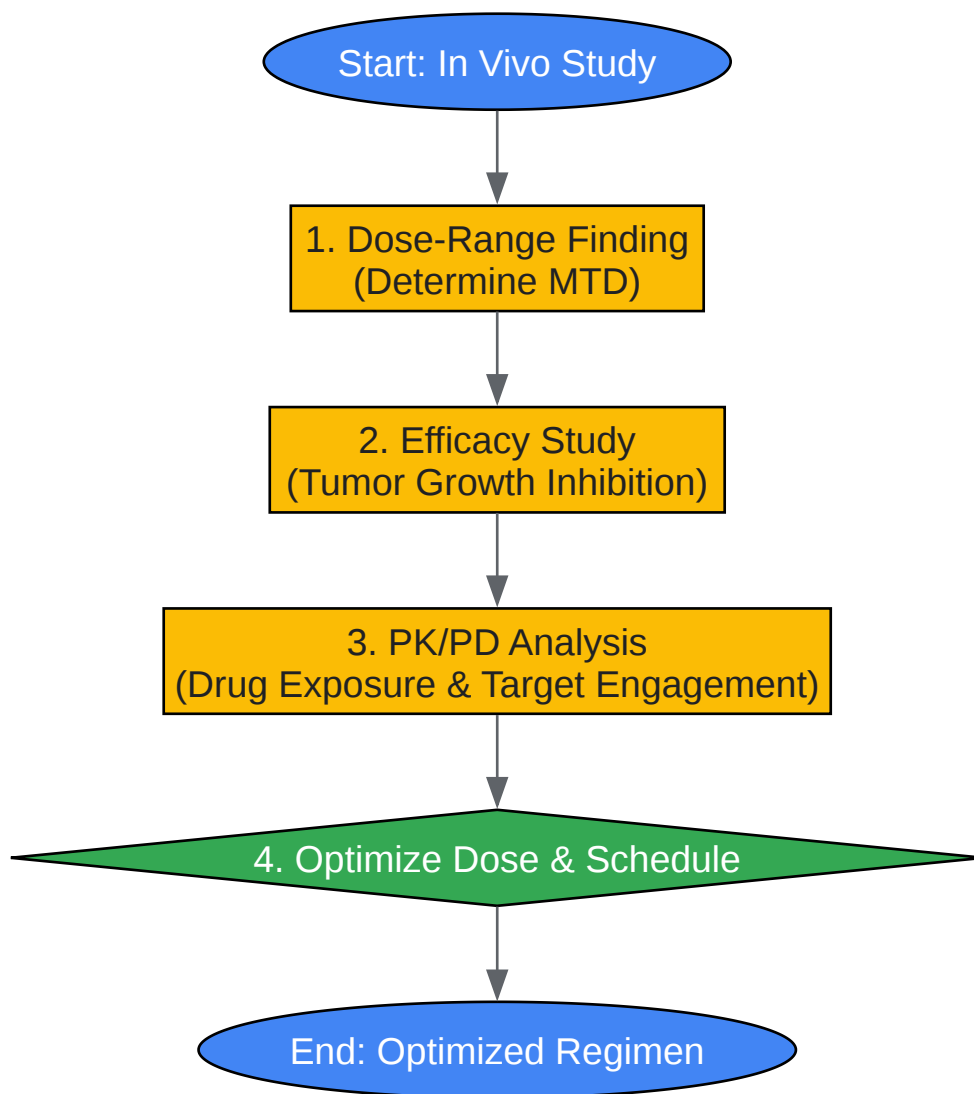 Start: In Vivo Study
1. Dose-Range Finding
(Determine MTD)
2. Efficacy Study
(Tumor Growth Inhibition)
3. PK/PD Analysis
(Drug Exposure & Target Engagement)
4. Optimize Dose & Schedule
End: Optimized Regimen